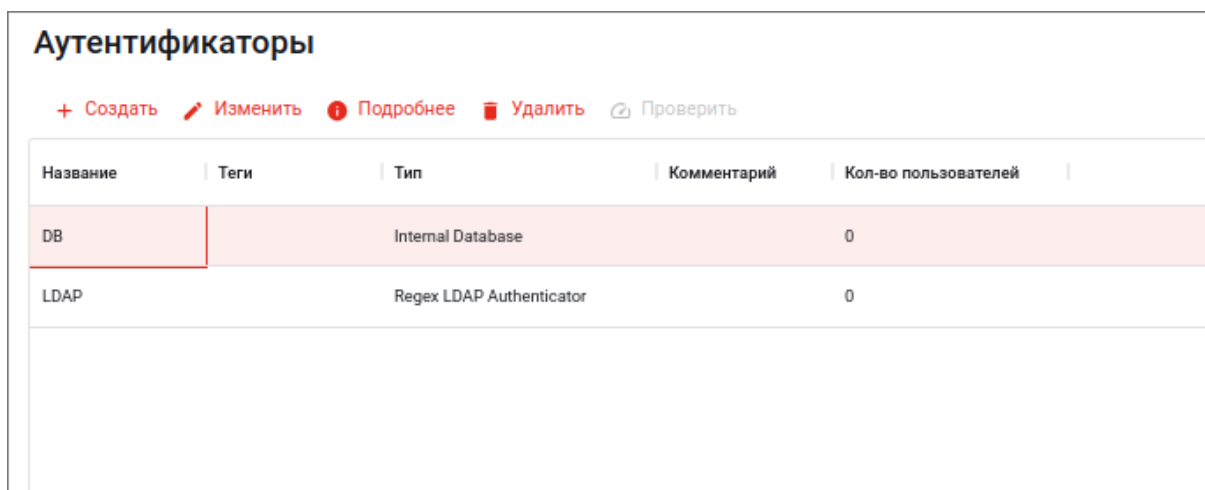 Аутентификаторы
Создать Изменить Подробнее Удалить Проверить
Название Теги Тип Комментарий Кол-во пользователей
DB Internal Database 0
LDAP Regex LDAP Authenticator 0